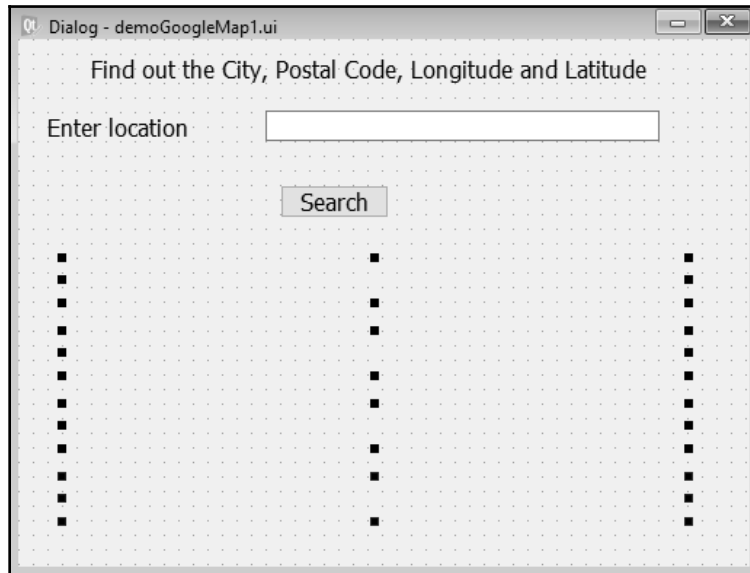 Dialog - demoGoogleMap1.ui
Find out the City, Postal Code, Longitude and Latitude
Enter location
Search